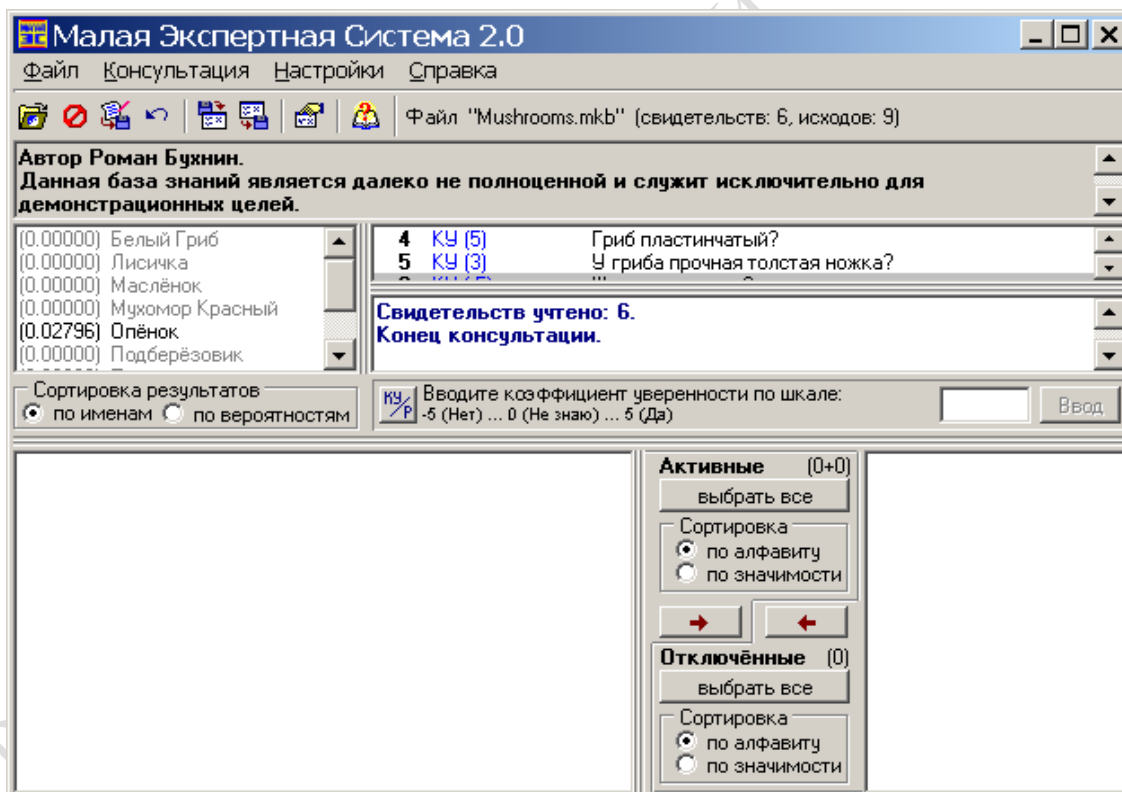 Малая Экспертная Система 2.0
Файл Консультация Настройки Справка
Файл "Mushrooms.mkb" (свидетельств: 6, исходов: 9)
Автор Роман Бухнин.
Данная база знаний является далеко не полноценной и служит исключительно для
демонстрационных целей.
(0.00000) Белый Гриб
(0.00000) Лисичка
(0.00000) Маслёнок
(0.00000) Мухомор Красный
(0.02796) Опёнок
(0.00000) Подберёзовик
4 КУ (5) Гриб пластинчатый?
5 КУ (3) У гриба прочная толстая ножка?
Свидетельств учтено: 6.
Конец консультации.
Сортировка результатов
по именам по вероятностям
КУ/Р
Вводите коэффициент уверенности по шкале:
-5 (Нет) ... 0 (Не знаю) ... 5 (Да)
Ввод
Активные (0+0)
выбрать все
Сортировка
по алфавиту
по значимости
Отключённые (0)
выбрать все
Сортировка
по алфавиту
по значимости